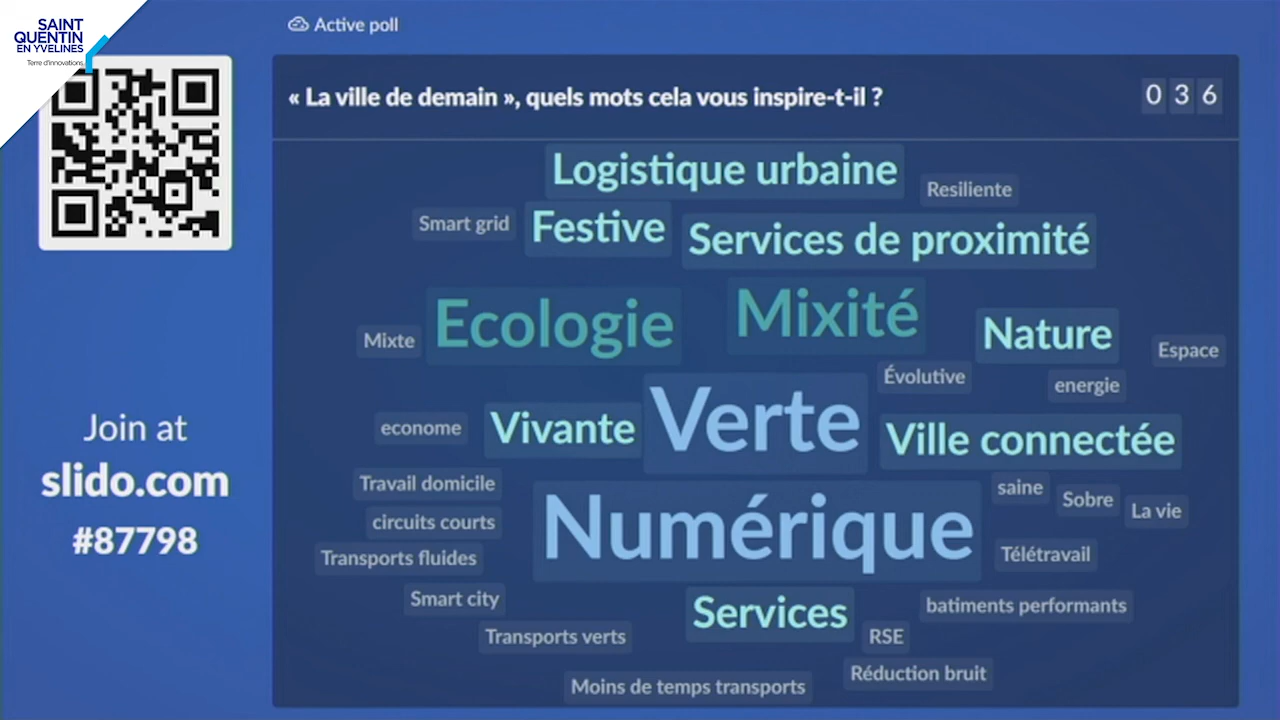 SAINT
QUENTIN
EN YVELINES
Terre d'innovations
Active poll
« La ville de demain », quels mots cela vous inspire-t-il ?
0 3 6
Logistique urbaine
Resiliente
Smart grid
Festive
Services de proximité
Ecologie
Mixité
Nature
Mixte
Espace
Évolutive
energie
econome
Vivante
Verte
Ville connectée
Travail domicile
saine
Sobre
La vie
circuits courts
Numérique
Transports fluides
Télétravail
Smart city
Services
batiments performants
Transports verts
RSE
Réduction bruit
Moins de temps transports
Join at
slido.com
#87798